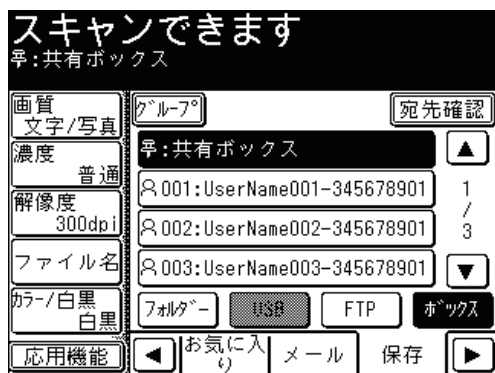 スキャンできます
:共有ボックス
画質
文字/写真
濃度
普通
解像度
300dpi
ファイル名
ｶﾗｰ/白黒
白黒
応用機能
ｸﾞﾙｰﾌﾟ
宛先確認
:共有ボックス
001:UserName001-345678901
002:UserName002-345678901
003:UserName003-345678901
1
/
3
ﾌｫﾙﾀﾞｰ
USB
FTP
ﾎﾞｯｸｽ
お気に入
り
メール
保存